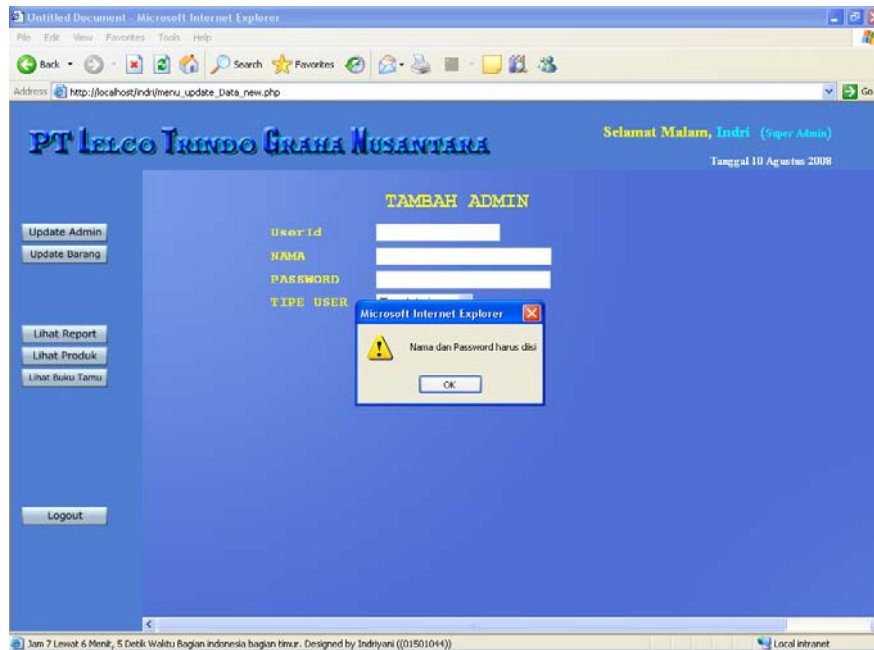 Untitled Document - Microsoft Internet Explorer
File Edit View Favorites Tools Help
Back Search Favorites
Address http://localhost/indri/menu_update_Data_new.php Go
PT Lelco Trindo Graha Nusantara
Selamat Malam, Indri (Super Admin)
Tanggal 10 Agustus 2008
TAMBAH ADMIN
Update Admin
Update Barang
Lihat Report
Lihat Produk
Lihat Buku Tamu
Logout
UserId
NAMA
PASSWORD
TIPE USER
Microsoft Internet Explorer
Nama dan Password harus diisi
OK
Jam 7 Lewat 6 Menit, 5 Detik Waktu Bagian indonesia bagian timur. Designed by Indriyani ((01501044))
Local intranet